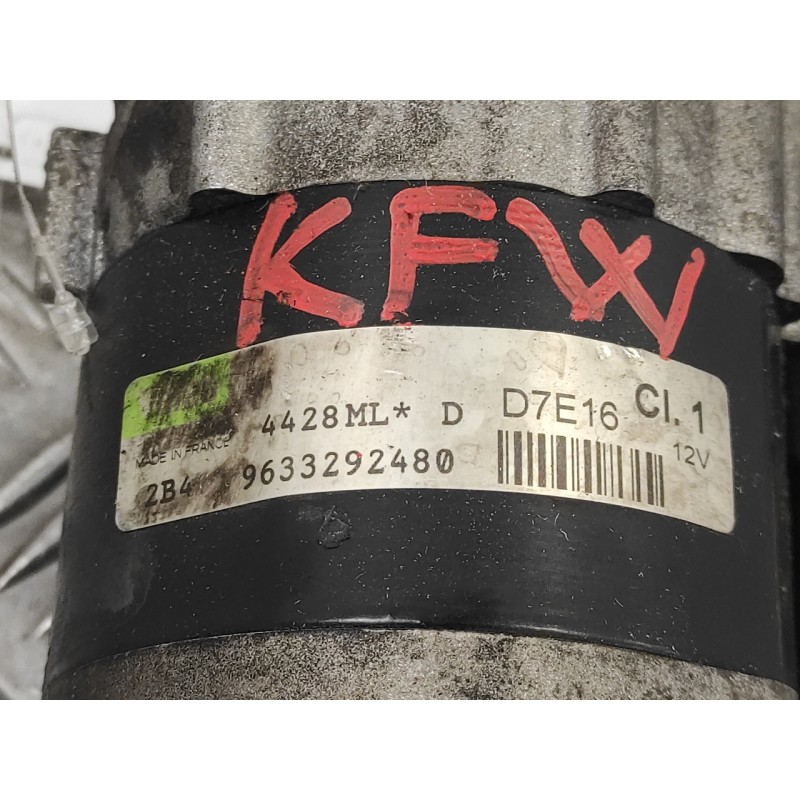 KFW
4428ML* D D7E16 Cl. 1
MADE IN FRANCE 12V
2B4 9633292480